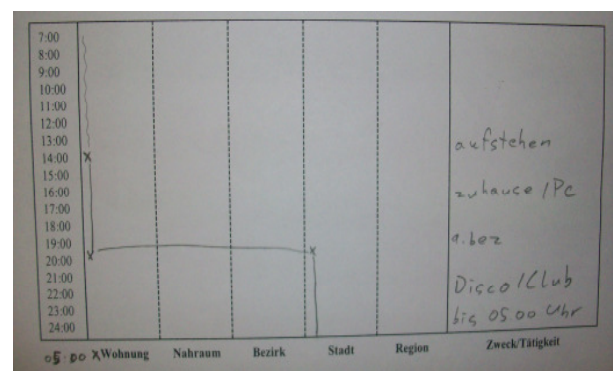 7:00
8:00
9:00
10:00
11:00
12:00
13:00 aufstehen
14:00 X
15:00
16:00 zuhause / Pc
17:00
18:00
19:00 9. bez
20:00 X X
21:00
22:00 Disco / Club
23:00 bis 05.00 Uhr
24:00
05:00 X Wohnung Nahraum Bezirk Stadt Region Zweck/Tätigkeit